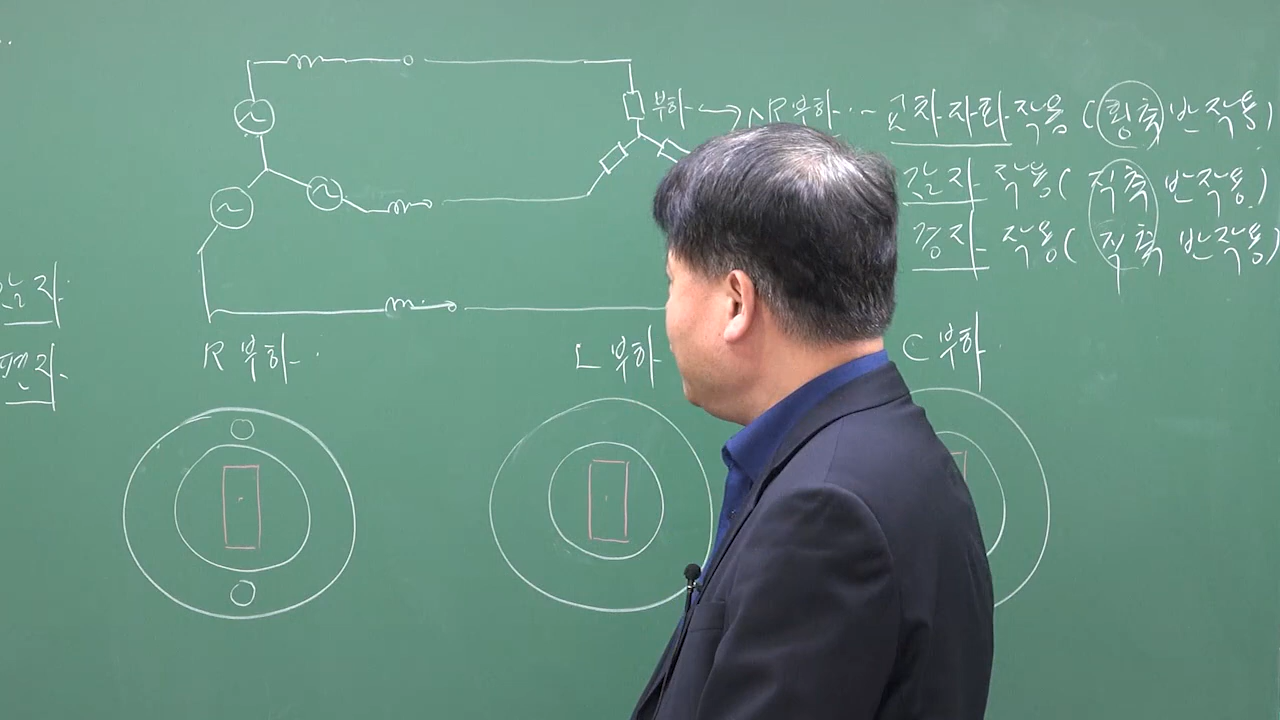 부하 → R 부하 - 교차자화작용 (횡축반작용)
감자작용 (직축반작용)
증자작용 (직축반작용)
R 부하
L 부하
C 부하